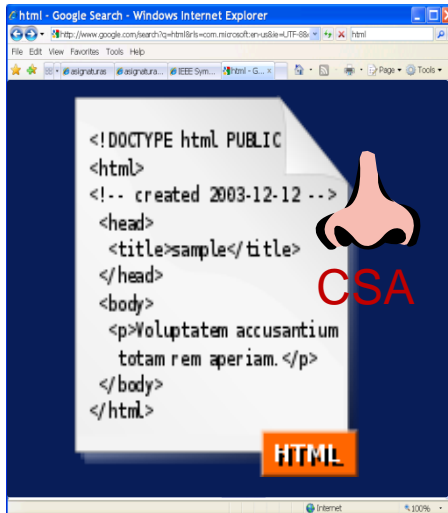 html - Google Search - Windows Internet Explorer
http://www.google.com/search?q=html&rls=com.microsoft:en-us&ie=UTF-8& html
File Edit View Favorites Tools Help
asignaturas asignatura... IEEE Sym... html - G... Page Tools
<!DOCTYPE html PUBLIC
<html>
<!-- created 2003-12-12 -->
<head>
<title>sample</title>
</head>
<body>
<p>Voluptatem accusantium
totam rem aperiam.</p>
</body>
</html>
CSA
HTML
Internet 100%